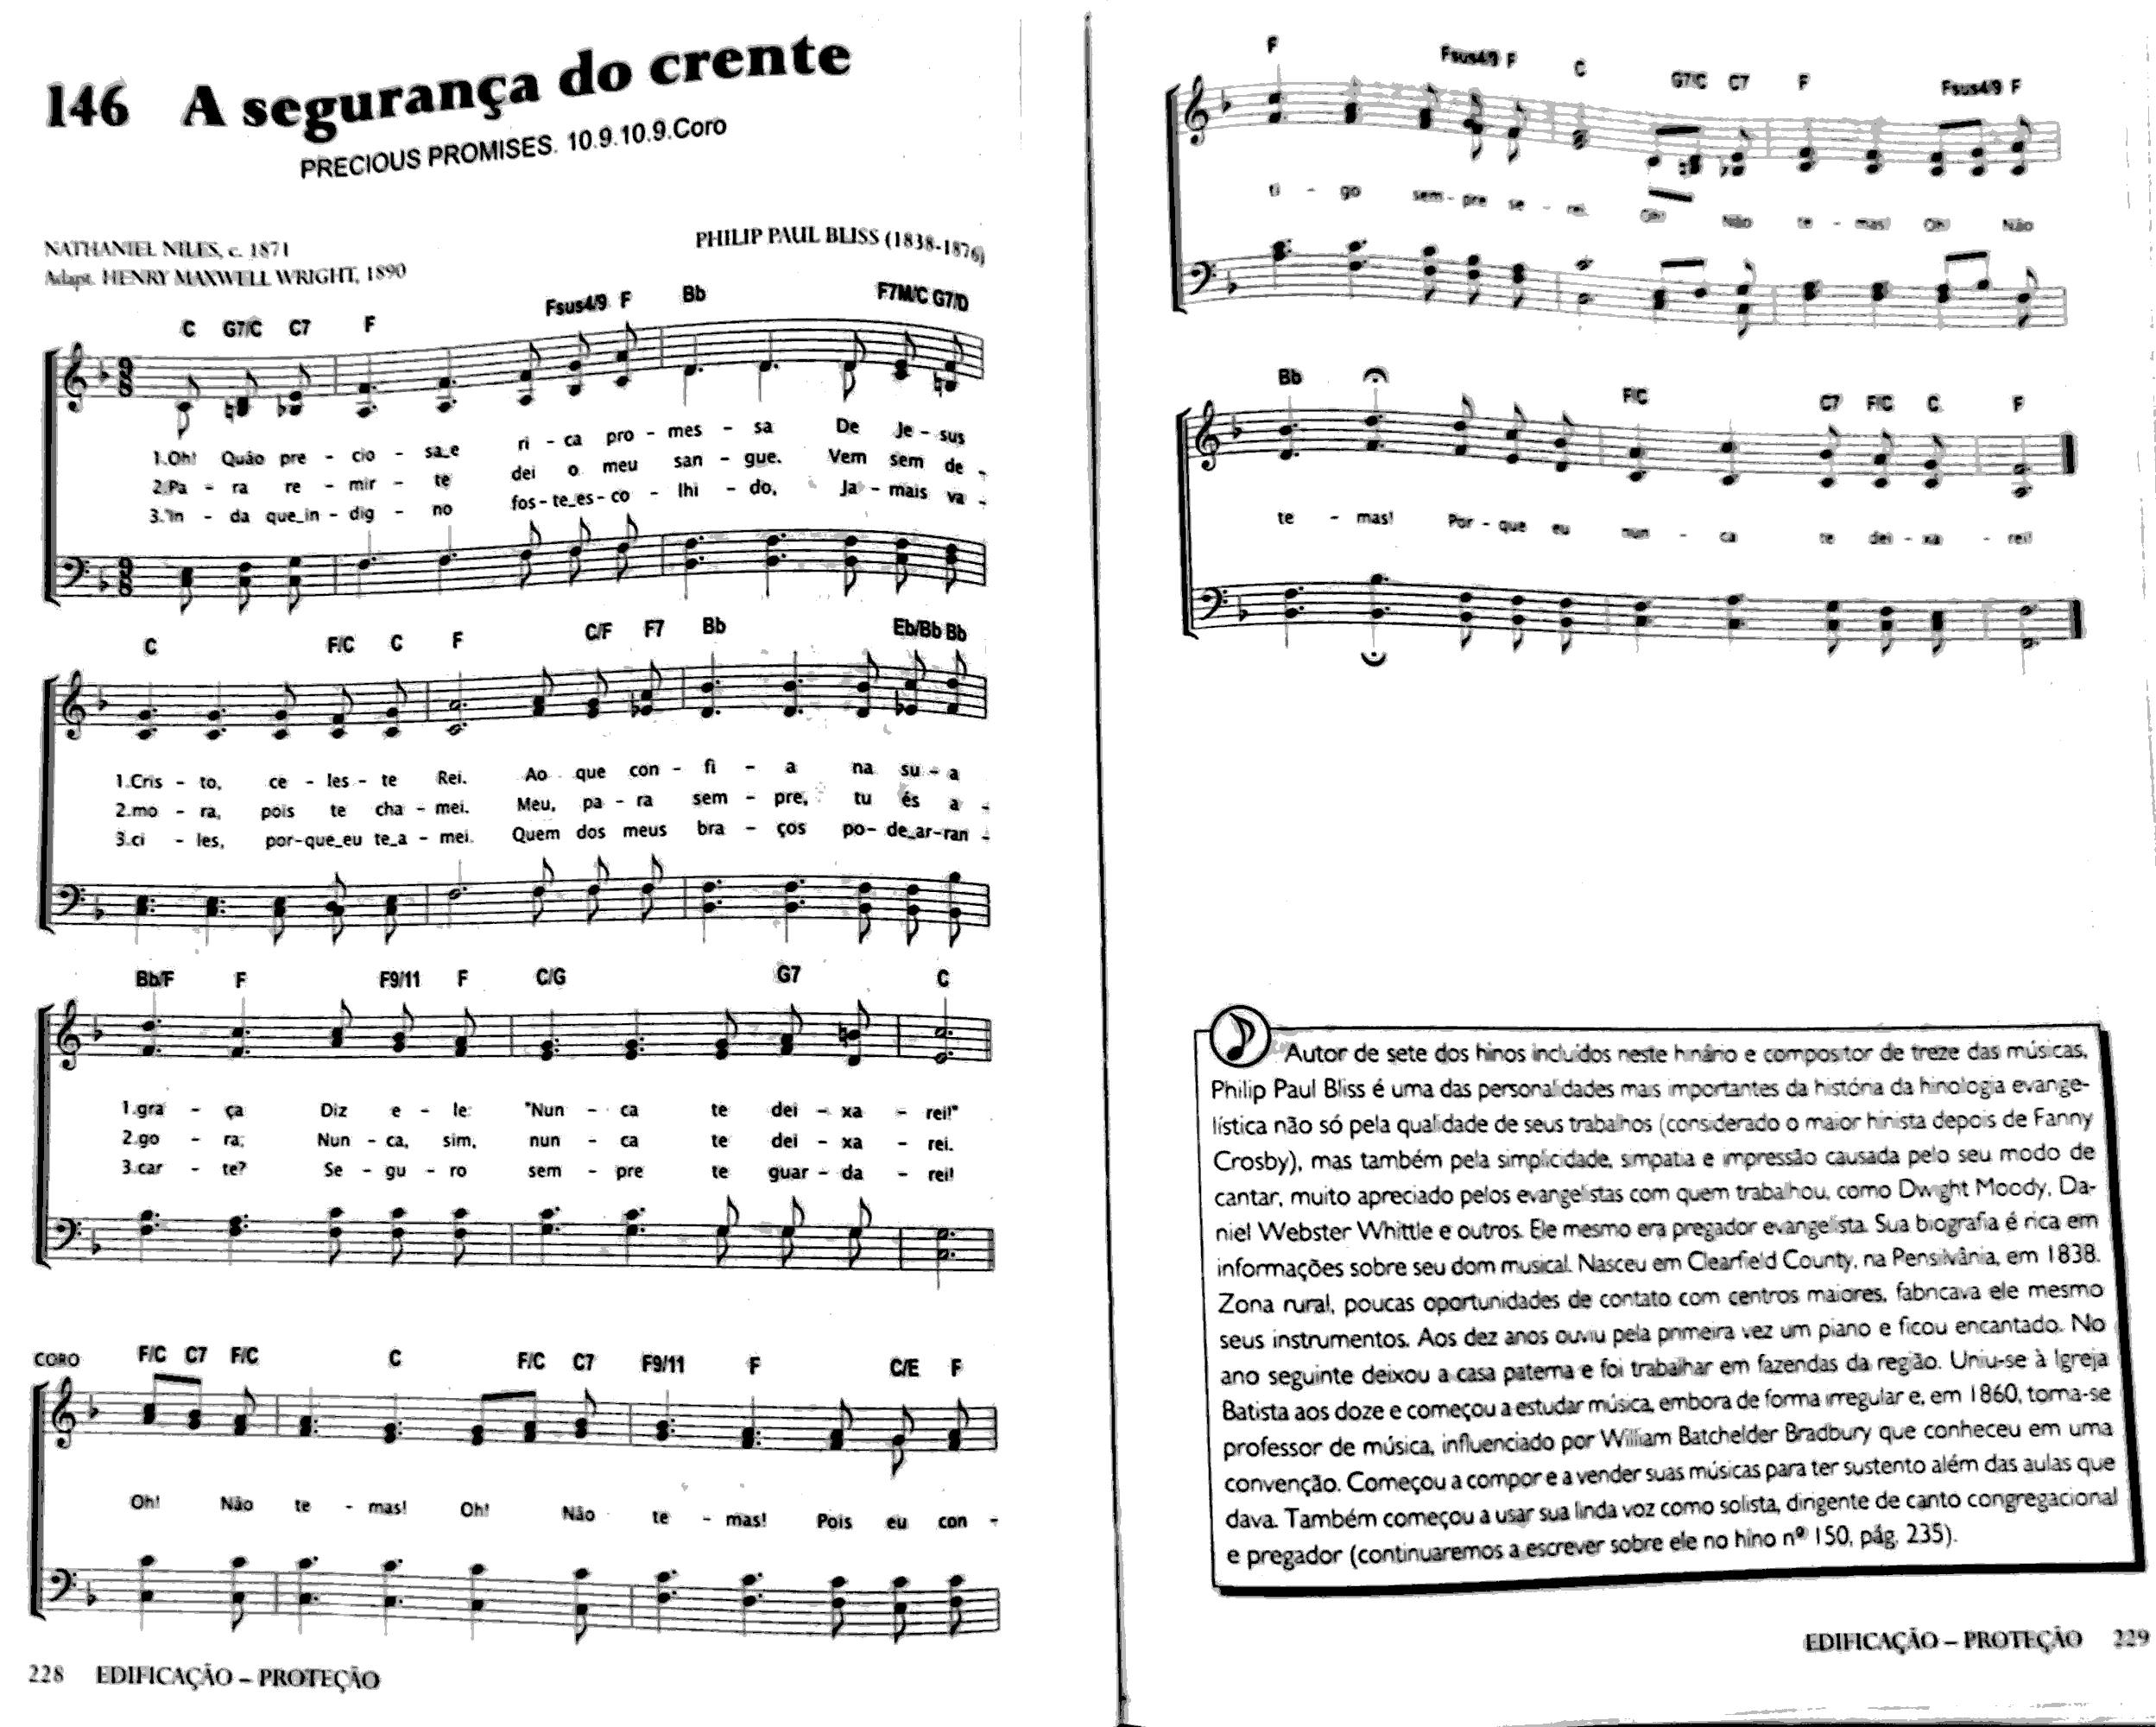 146 A segurança do crente
PRECIOUS PROMISES. 10.9.10.9.Coro
NATHANIEL NILES, c. 1871
Adapt. HENRY MAXWELL WRIGHT, 1890
PHILIP PAUL BLISS (1838-1876)
C G7/C C7 F Fsus4/9 F Bb F7M/C G7/D
1.Oh! Quão pre - cio - sa_e ri - ca pro - mes - sa De Je - sus
2.Pa - ra re - mir - te dei o meu san - gue. Vem sem de -
3.'In - da que_in - dig - no fos - te_es - co - lhi - do, Ja - mais va -
C F/C C F C/F F7 Bb Eb/Bb Bb
1.Cris - to, ce - les - te Rei. Ao que con - fi - a na su - a
2.mo - ra, pois te cha - mei. Meu, pa - ra sem - pre, tu és a -
3.ci - les, por-que_eu te_a - mei. Quem dos meus bra - ços po- de_ar-ran -
Bb/F F F9/11 F C/G G7 C
1.gra - ça Diz e - le: "Nun - ca te dei - xa - rei!"
2.go - ra; Nun - ca, sim, nun - ca te dei - xa - rei.
3.car - te? Se - gu - ro sem - pre te guar - da - rei!
CORO F/C C7 F/C C F/C C7 F9/11 F C/E F
Oh! Não te - mas! Oh! Não te - mas! Pois eu con -
228 EDIFICAÇÃO – PROTEÇÃO
F Fsus4/9 F C G7/C C7 F Fsus4/9 F
ti - go sem - pre se - rei. Oh! Não te - mas! Oh! Não
Bb F/C C7 F/C C F
te - mas! Por - que eu nun - ca te dei - xa - rei!
Autor de sete dos hinos incluídos neste hinário e compositor de treze das músicas,
Philip Paul Bliss é uma das personalidades mais importantes da história da hinologia evange-
lística não só pela qualidade de seus trabalhos (considerado o maior hinista depois de Fanny
Crosby), mas também pela simplicidade, simpatia e impressão causada pelo seu modo de
cantar, muito apreciado pelos evangelistas com quem trabalhou, como Dwight Moody, Da-
niel Webster Whittle e outros. Ele mesmo era pregador evangelista. Sua biografia é rica em
informações sobre seu dom musical. Nasceu em Clearfield County, na Pensilvânia, em 1838.
Zona rural, poucas oportunidades de contato com centros maiores, fabricava ele mesmo
seus instrumentos. Aos dez anos ouviu pela primeira vez um piano e ficou encantado. No
ano seguinte deixou a casa paterna e foi trabalhar em fazendas da região. Uniu-se à Igreja
Batista aos doze e começou a estudar música, embora de forma irregular e, em 1860, torna-se
professor de música, influenciado por William Batchelder Bradbury que conheceu em uma
convenção. Começou a compor e a vender suas músicas para ter sustento além das aulas que
dava. Também começou a usar sua linda voz como solista, dirigente de canto congregacional
e pregador (continuaremos a escrever sobre ele no hino nº 150, pág. 235).
EDIFICAÇÃO – PROTEÇÃO 229